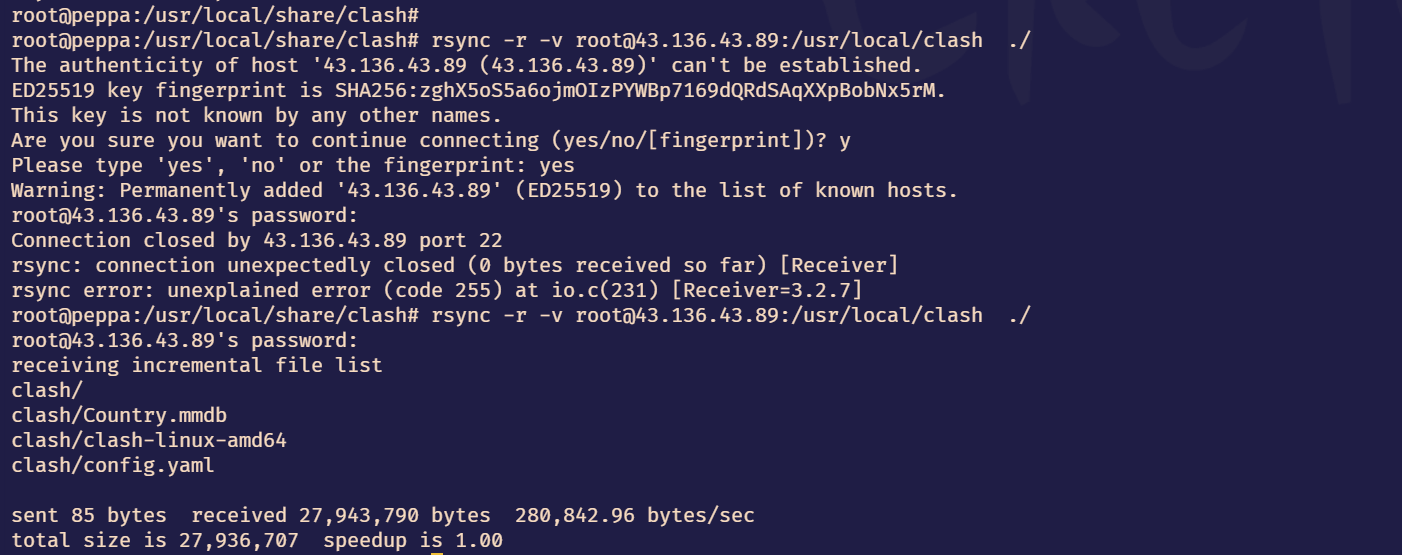 root@peppa:/usr/local/share/clash#
root@peppa:/usr/local/share/clash# rsync -r -v root@43.136.43.89:/usr/local/clash  ./
The authenticity of host '43.136.43.89 (43.136.43.89)' can't be established.
ED25519 key fingerprint is SHA256:zghX5oS5a6ojmOIzPYWBp7169dQRdSAqXXpBobNx5rM.
This key is not known by any other names.
Are you sure you want to continue connecting (yes/no/[fingerprint])? y
Please type 'yes', 'no' or the fingerprint: yes
Warning: Permanently added '43.136.43.89' (ED25519) to the list of known hosts.
root@43.136.43.89's password:
Connection closed by 43.136.43.89 port 22
rsync: connection unexpectedly closed (0 bytes received so far) [Receiver]
rsync error: unexplained error (code 255) at io.c(231) [Receiver=3.2.7]
root@peppa:/usr/local/share/clash# rsync -r -v root@43.136.43.89:/usr/local/clash  ./
root@43.136.43.89's password:
receiving incremental file list
clash/
clash/Country.mmdb
clash/clash-linux-amd64
clash/config.yaml
sent 85 bytes  received 27,943,790 bytes  280,842.96 bytes/sec
total size is 27,936,707  speedup is 1.00